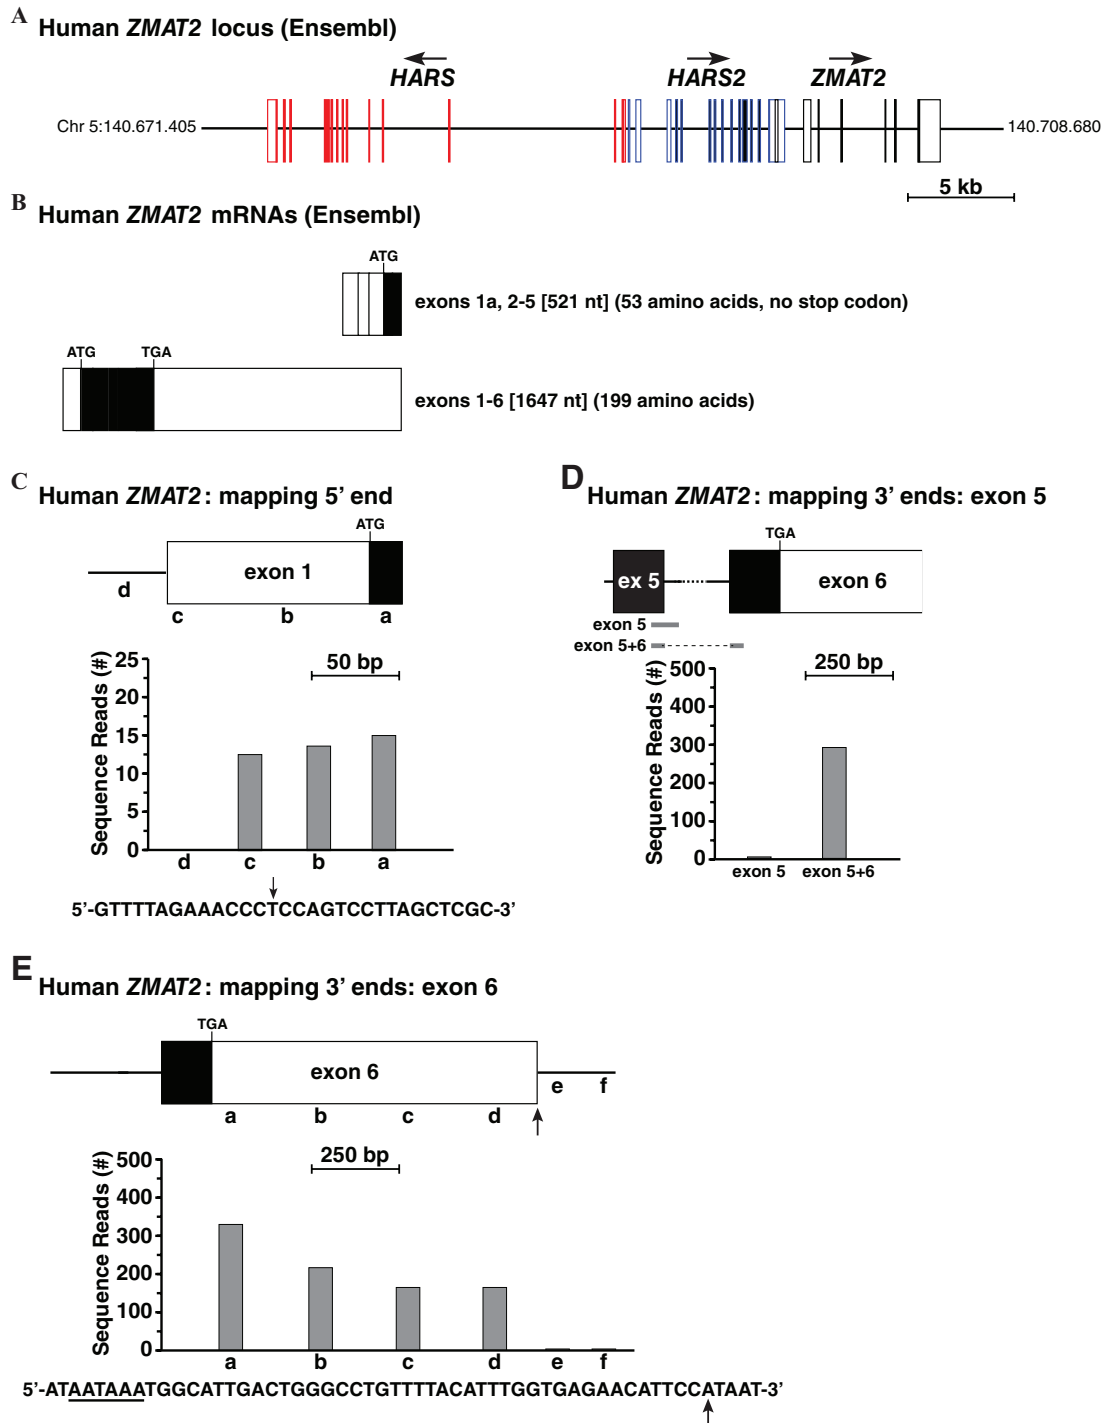 A
Human ZMAT2 locus (Ensembl)
HARS
HARS2
ZMAT2
Chr 5:140.671.405
140.708.680
5 kb
B
Human ZMAT2 mRNAs (Ensembl)
ATG
exons 1a, 2-5 [521 nt] (53 amino acids, no stop codon)
ATG
TGA
exons 1-6 [1647 nt] (199 amino acids)
C
Human ZMAT2: mapping 5’ end
ATG
exon 1
d
c
b
a
50 bp
Sequence Reads (#)
25
20
15
10
5
0
d
c
b
a
5’-GTTTTAGAAACCCTCCAGTCCTTAGCTCGC-3’
D
Human ZMAT2: mapping 3’ ends: exon 5
TGA
ex 5
exon 6
exon 5
exon 5+6
250 bp
Sequence Reads (#)
500
400
300
200
100
0
exon 5
exon 5+6
E
Human ZMAT2: mapping 3’ ends: exon 6
TGA
exon 6
a
b
c
d
e
f
250 bp
Sequence Reads (#)
500
400
300
200
100
0
a
b
c
d
e
f
5’-ATAATAAATGGCATTGACTGGGCCTGTTTTACATTTGGTGAGAACATTCCATAAT-3’